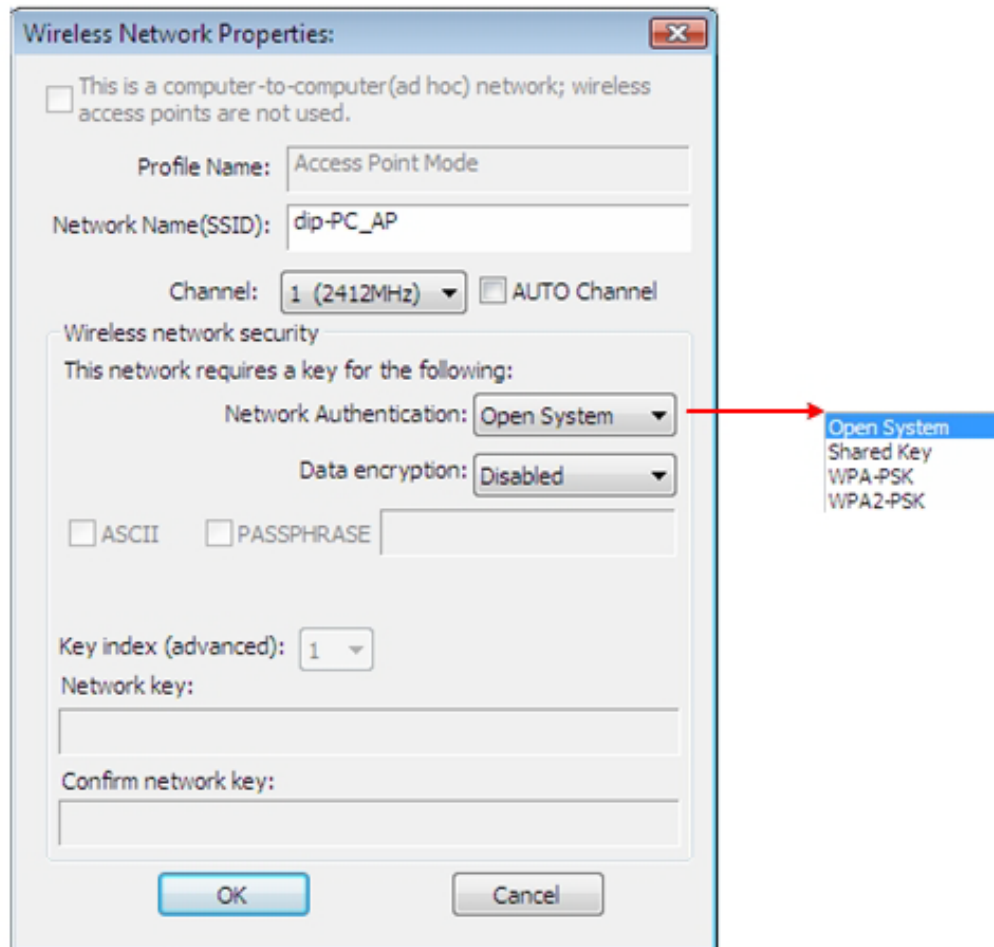 Wireless Network Properties:
This is a computer-to-computer(ad hoc) network; wireless
access points are not used.
Profile Name: Access Point Mode
Network Name(SSID): dip-PC_AP
Channel: 1 (2412MHz) AUTO Channel
Wireless network security
This network requires a key for the following:
Network Authentication: Open System
Open System
Shared Key
WPA-PSK
WPA2-PSK
Data encryption: Disabled
ASCII PASSPHRASE
Key index (advanced): 1
Network key:
Confirm network key:
OK Cancel